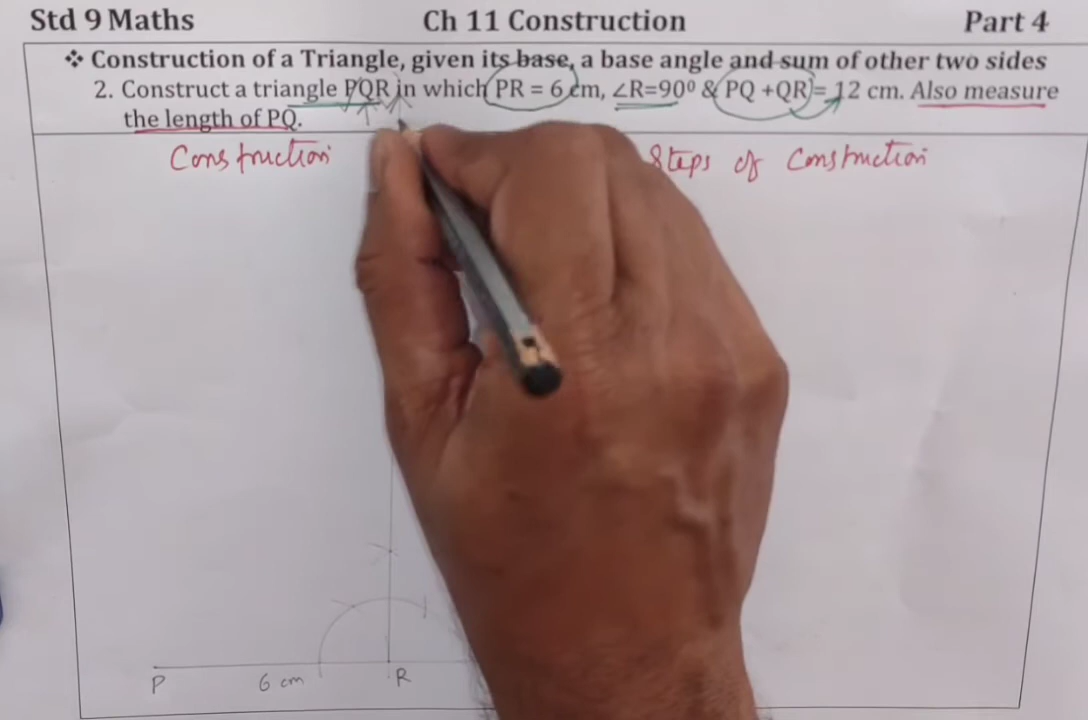 Std 9 Maths Ch 11 Construction Part 4
❖ Construction of a Triangle, given its base, a base angle and sum of other two sides
2. Construct a triangle PQR in which PR = 6 cm, ∠R=90⁰ & PQ +QR = 12 cm. Also measure
the length of PQ.
Construction Steps of Construction
P 6 cm R